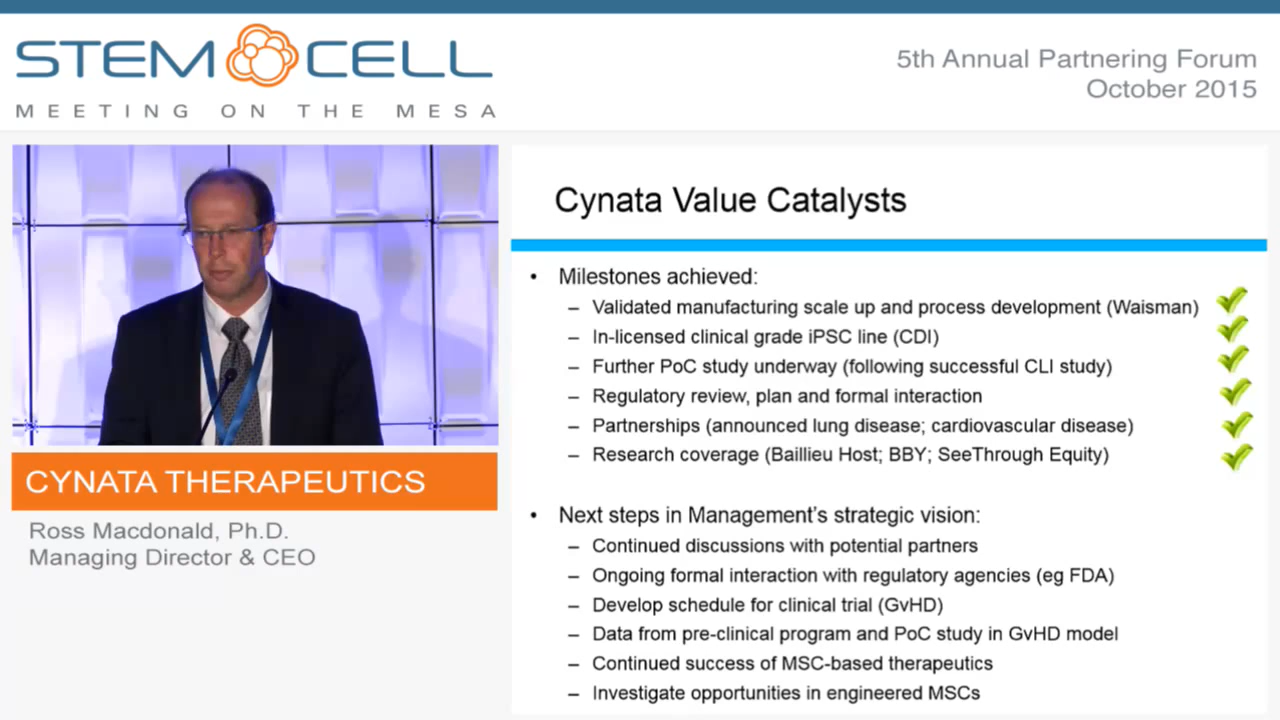 STEM CELL
MEETING ON THE MESA
5th Annual Partnering Forum
October 2015
CYNATA THERAPEUTICS
Ross Macdonald, Ph.D.
Managing Director & CEO
Cynata Value Catalysts
• Milestones achieved:
– Validated manufacturing scale up and process development (Waisman)
– In-licensed clinical grade iPSC line (CDI)
– Further PoC study underway (following successful CLI study)
– Regulatory review, plan and formal interaction
– Partnerships (announced lung disease; cardiovascular disease)
– Research coverage (Baillieu Host; BBY; SeeThrough Equity)
• Next steps in Management's strategic vision:
– Continued discussions with potential partners
– Ongoing formal interaction with regulatory agencies (eg FDA)
– Develop schedule for clinical trial (GvHD)
– Data from pre-clinical program and PoC study in GvHD model
– Continued success of MSC-based therapeutics
– Investigate opportunities in engineered MSCs